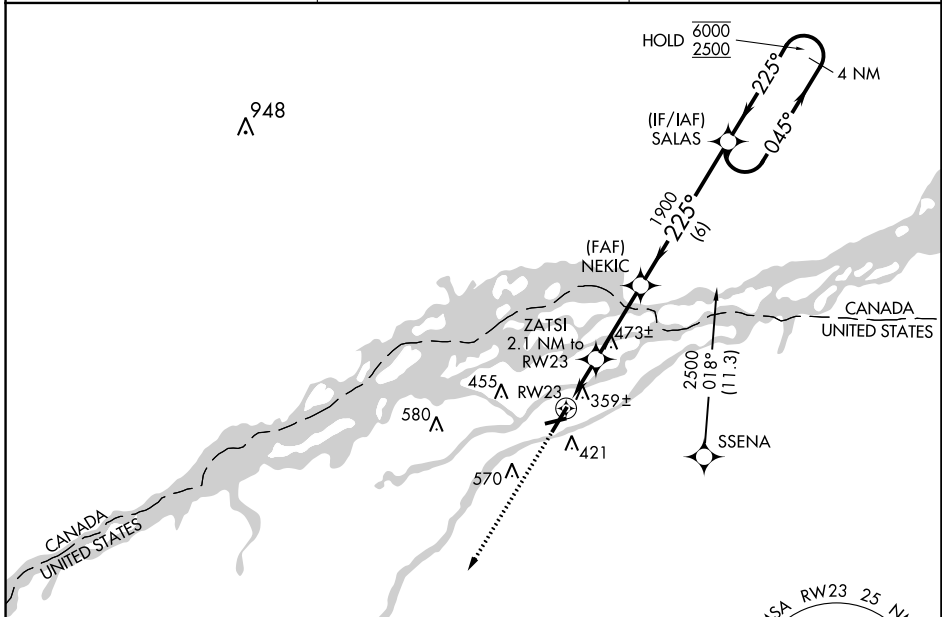 HOLD 6000
2500
4 NM
225°
045°
948
(IF/IAF)
SALAS
1900
225°
(6)
(FAF)
NEKIC
CANADA
UNITED STATES
ZATSI
2.1 NM to
RW23
473±
2500
018°
(11.3)
455
RW23
359±
580
421
SSENA
570
CANADA
UNITED STATES
RW23 25